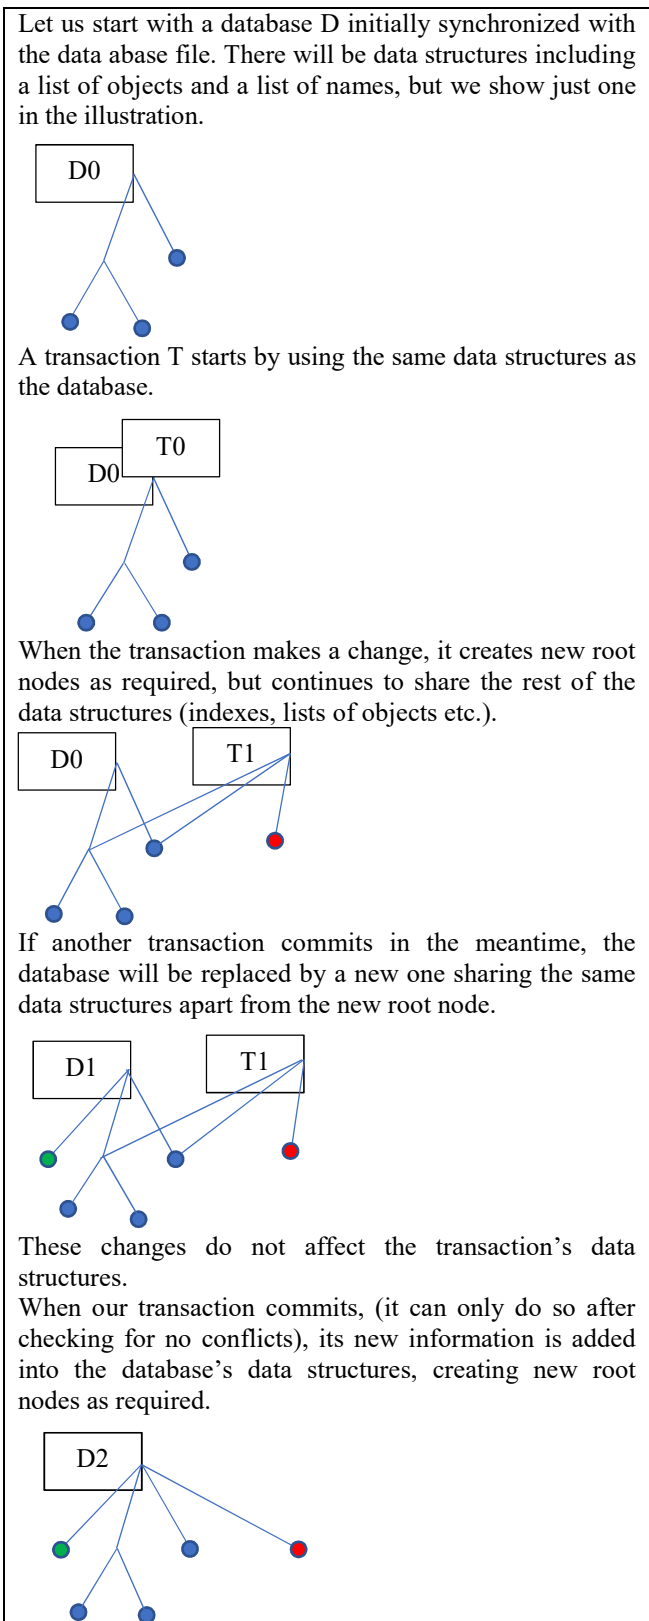 Let us start with a database D initially synchronized with
the data abase file. There will be data structures including
a list of objects and a list of names, but we show just one
in the illustration.
D0
A transaction T starts by using the same data structures as
the database.
T0
D0
When the transaction makes a change, it creates new root
nodes as required, but continues to share the rest of the
data structures (indexes, lists of objects etc.).
D0
T1
If another transaction commits in the meantime, the
database will be replaced by a new one sharing the same
data structures apart from the new root node.
D1
T1
These changes do not affect the transaction’s data
structures.
When our transaction commits, (it can only do so after
checking for no conflicts), its new information is added
into the database’s data structures, creating new root
nodes as required.
D2